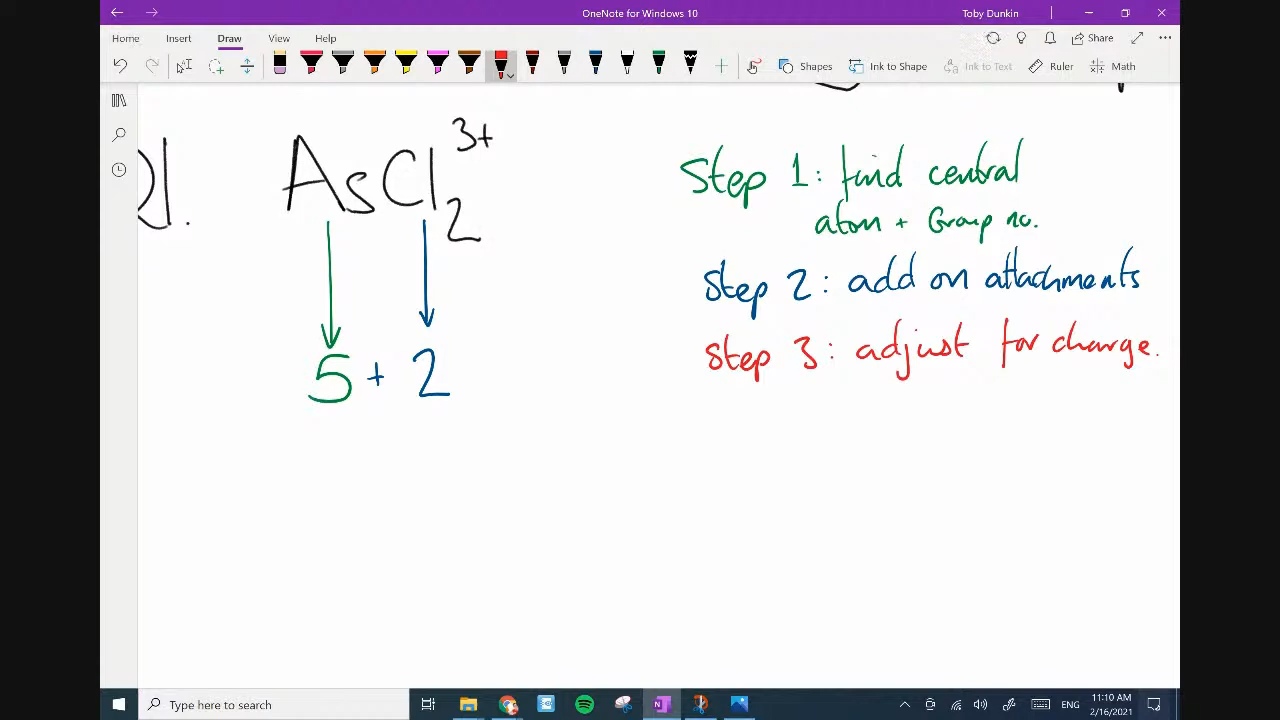 OneNote for Windows 10
Toby Dunkin
Home Insert Draw View Help
Share
Shapes Ink to Shape Ink to Text Ruler Math
Q1. AsCl₂³⁺
5 + 2
Step 1: find central
atom + Group no.
Step 2: add on attachments
Step 3: adjust for charge.
Type here to search
ENG
11:10 AM
2/16/2021